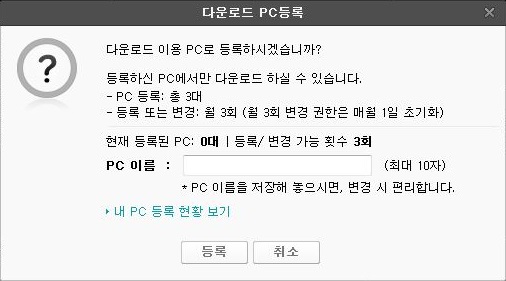 다운로드 PC등록
다운로드 이용 PC로 등록하시겠습니까?
등록하신 PC에서만 다운로드 하실 수 있습니다.
- PC 등록: 총 3대
- 등록 또는 변경: 월 3회 (월 3회 변경 권한은 매월 1일 초기화)
현재 등록된 PC: 0대 | 등록/ 변경 가능 횟수 3회
PC 이름 : (최대 10자)
* PC 이름을 저장해 놓으시면, 변경 시 편리합니다.
내 PC 등록 현황 보기
등록 취소